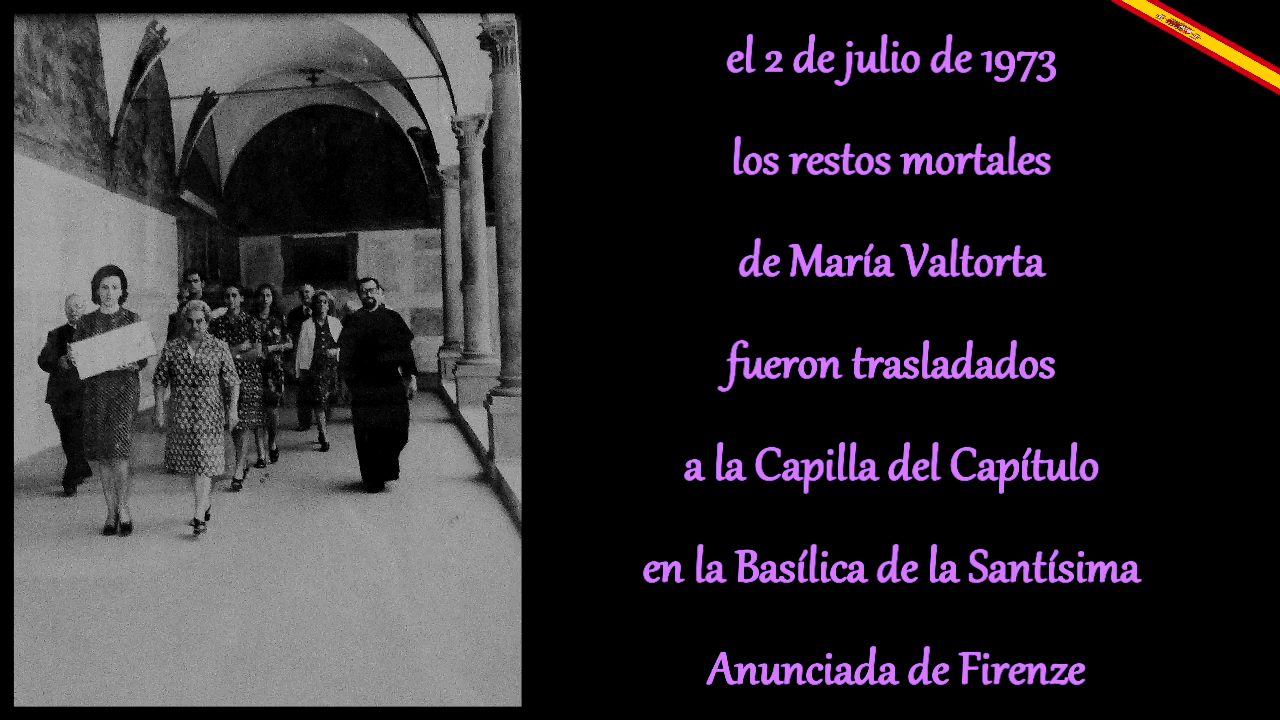 el 2 de julio de 1973
los restos mortales
de María Valtorta
fueron trasladados
a la Capilla del Capítulo
en la Basílica de la Santísima
Anunciada de Firenze